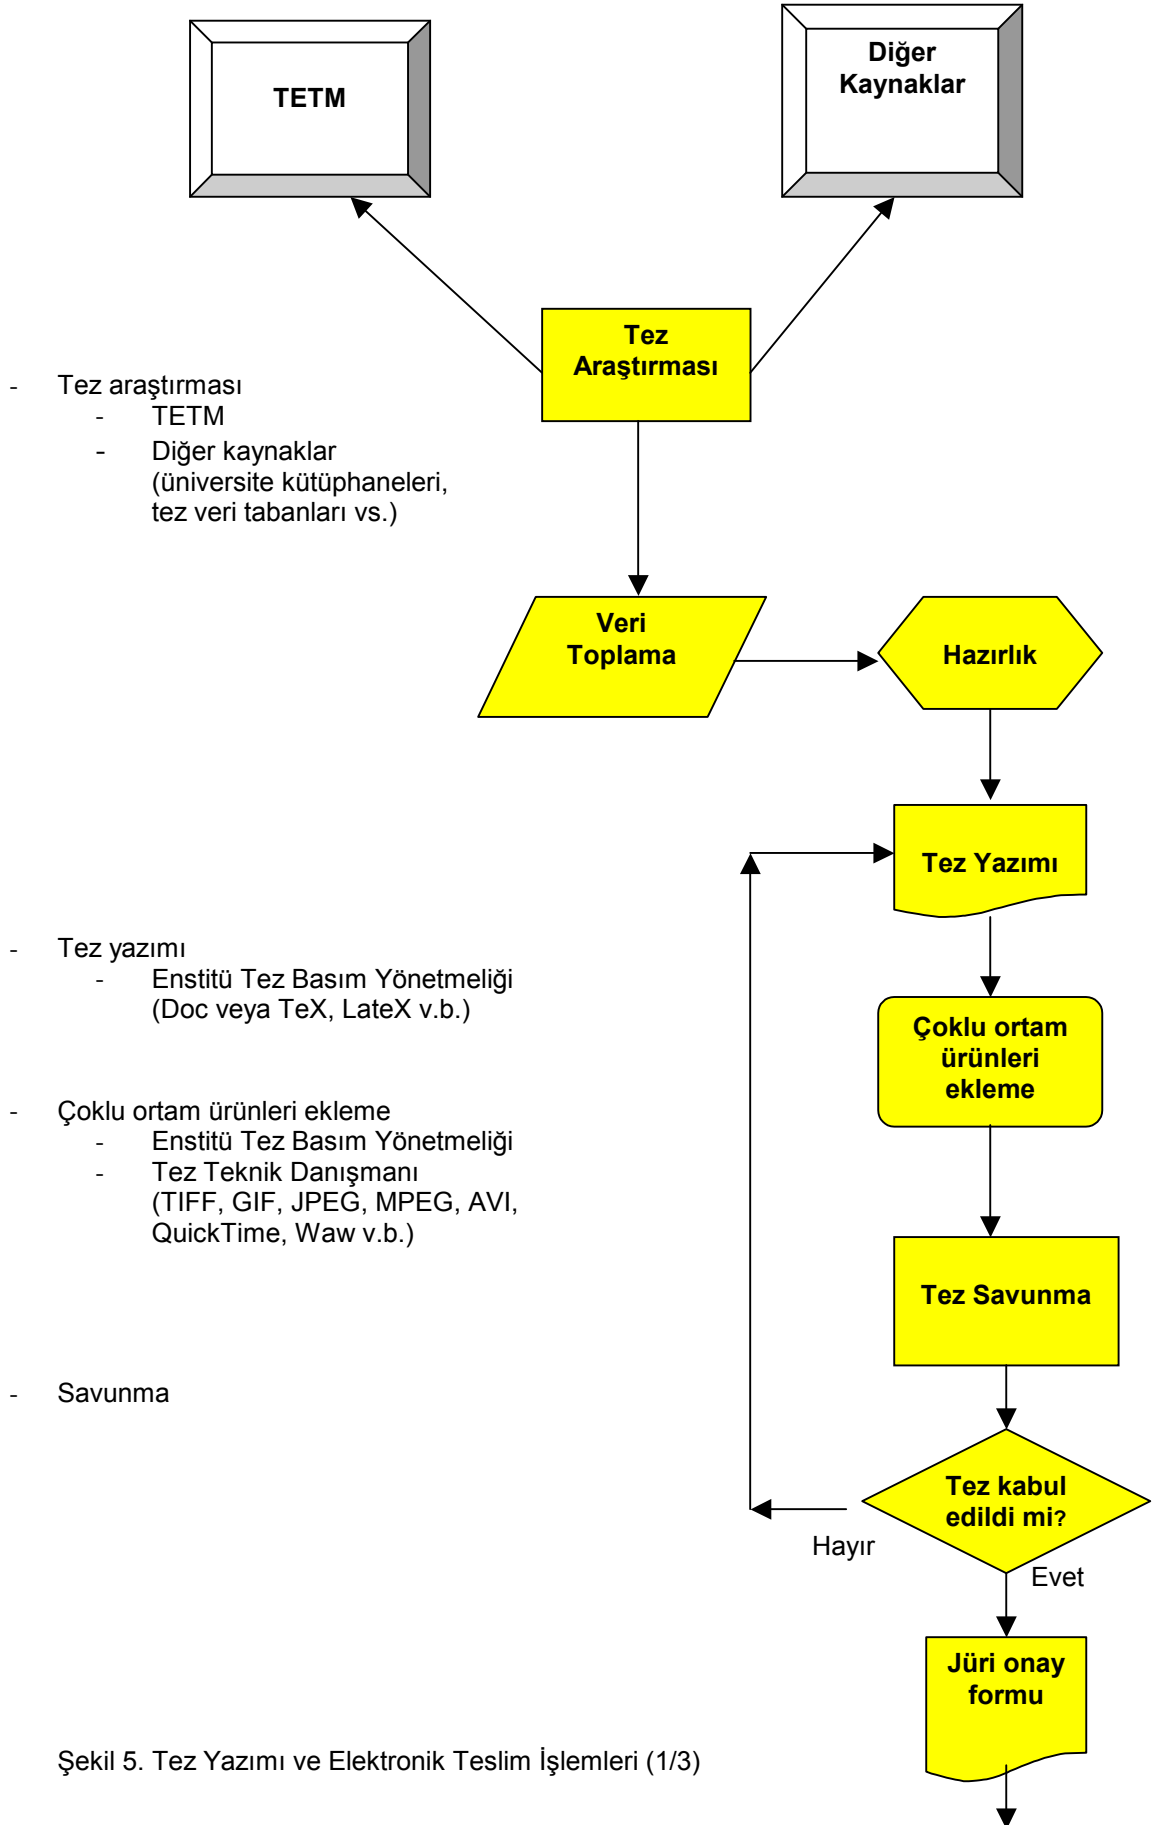 TETM
Diğer
Kaynaklar
Tez
Araştırması
- Tez araştırması
- TETM
- Diğer kaynaklar
(üniversite kütüphaneleri,
tez veri tabanları vs.)
Veri
Toplama
Hazırlık
Tez Yazımı
- Tez yazımı
- Enstitü Tez Basım Yönetmeliği
(Doc veya TeX, LateX v.b.)
Çoklu ortam
ürünleri
ekleme
- Çoklu ortam ürünleri ekleme
- Enstitü Tez Basım Yönetmeliği
- Tez Teknik Danışmanı
(TIFF, GIF, JPEG, MPEG, AVI,
QuickTime, Waw v.b.)
Tez Savunma
- Savunma
Tez kabul
edildi mi?
Hayır
Evet
Jüri onay
formu
Şekil 5. Tez Yazımı ve Elektronik Teslim İşlemleri (1/3)